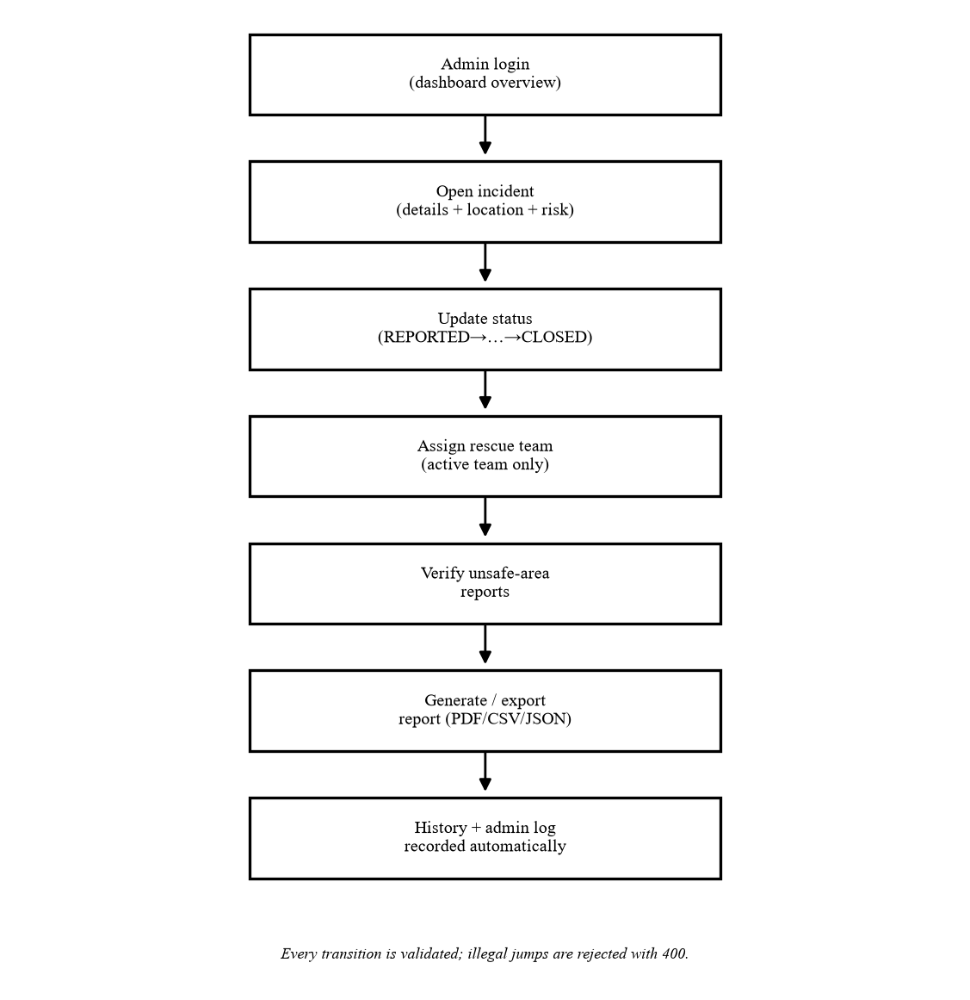 Admin login
(dashboard overview)
Open incident
(details + location + risk)
Update status
(REPORTED→…→CLOSED)
Assign rescue team
(active team only)
Verify unsafe-area
reports
Generate / export
report (PDF/CSV/JSON)
History + admin log
recorded automatically
Every transition is validated; illegal jumps are rejected with 400.